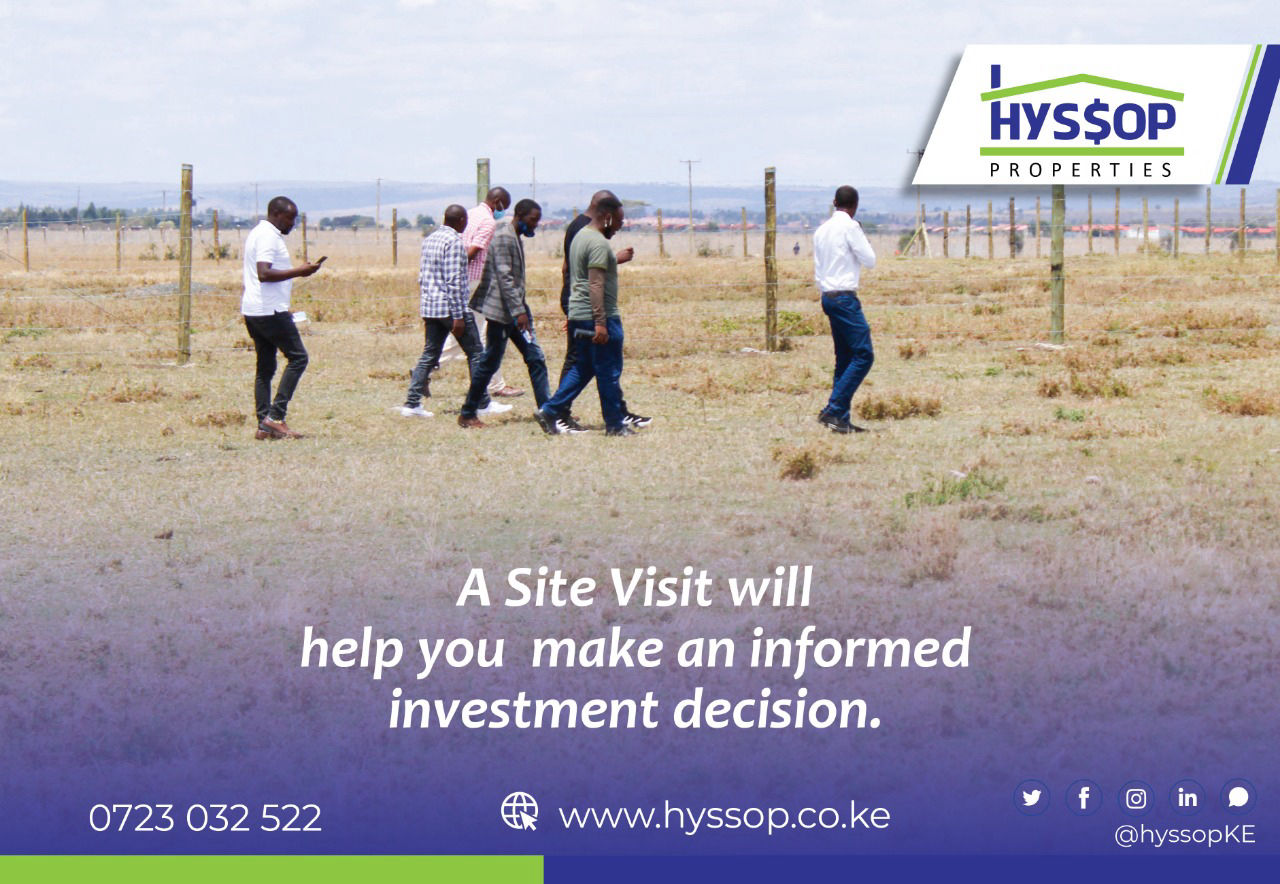 HYS$OP
PROPERTIES
A Site Visit will
help you make an informed
investment decision.
0723 032 522
www.hyssop.co.ke
@hyssopKE